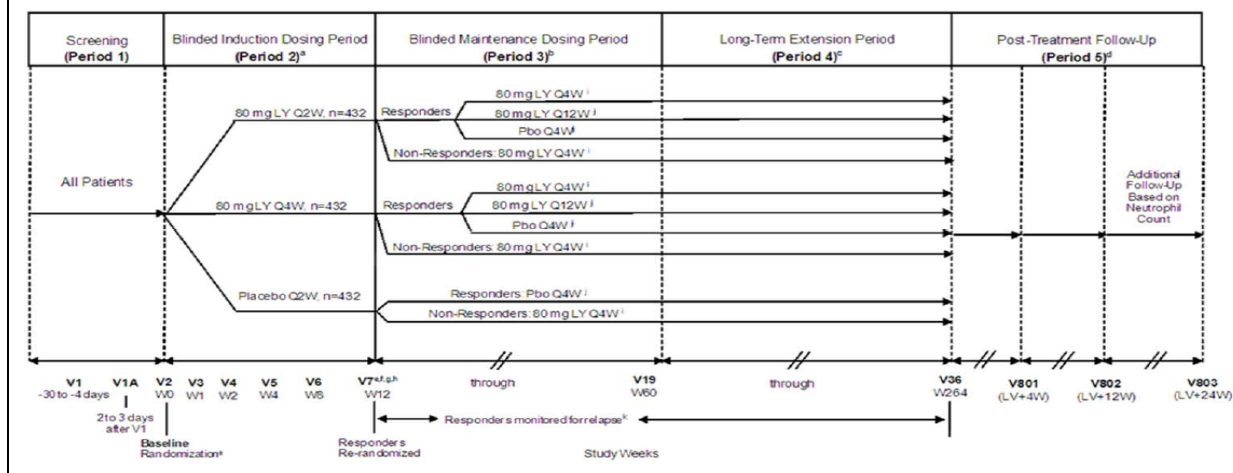 Screening
(Period 1)
Blinded Induction Dosing Period
(Period 2)a
Blinded Maintenance Dosing Period
(Period 3)b
Long-Term Extension Period
(Period 4)c
Post-Treatment Follow-Up
(Period 5)d
All Patients
80 mg LY Q2W, n=432
Responders
80 mg LY Q4W i
80 mg LY Q12W j
Pbo Q4W j
Non-Responders: 80 mg LY Q4W i
80 mg LY Q4W, n=432
Responders
80 mg LY Q4W i
80 mg LY Q12W j
Pbo Q4W j
Non-Responders: 80 mg LY Q4W i
Placebo Q2W, n=432
Responders: Pbo Q4W j
Non-Responders: 80 mg LY Q4W i
Additional
Follow-Up
Based on
Neutrophil
Count
V1
-30 to -4 days
V1A
2 to 3 days
after V1
V2
W0
V3
W1
V4
W2
V5
W4
V6
W8
V7e,f,g,h
W12
through
V19
W60
through
V36
W264
V801
(LV+4W)
V802
(LV+12W)
V803
(LV+24W)
Responders monitored for relapsek
Baseline
Randomization
Responders
Re-randomized
Study Weeks